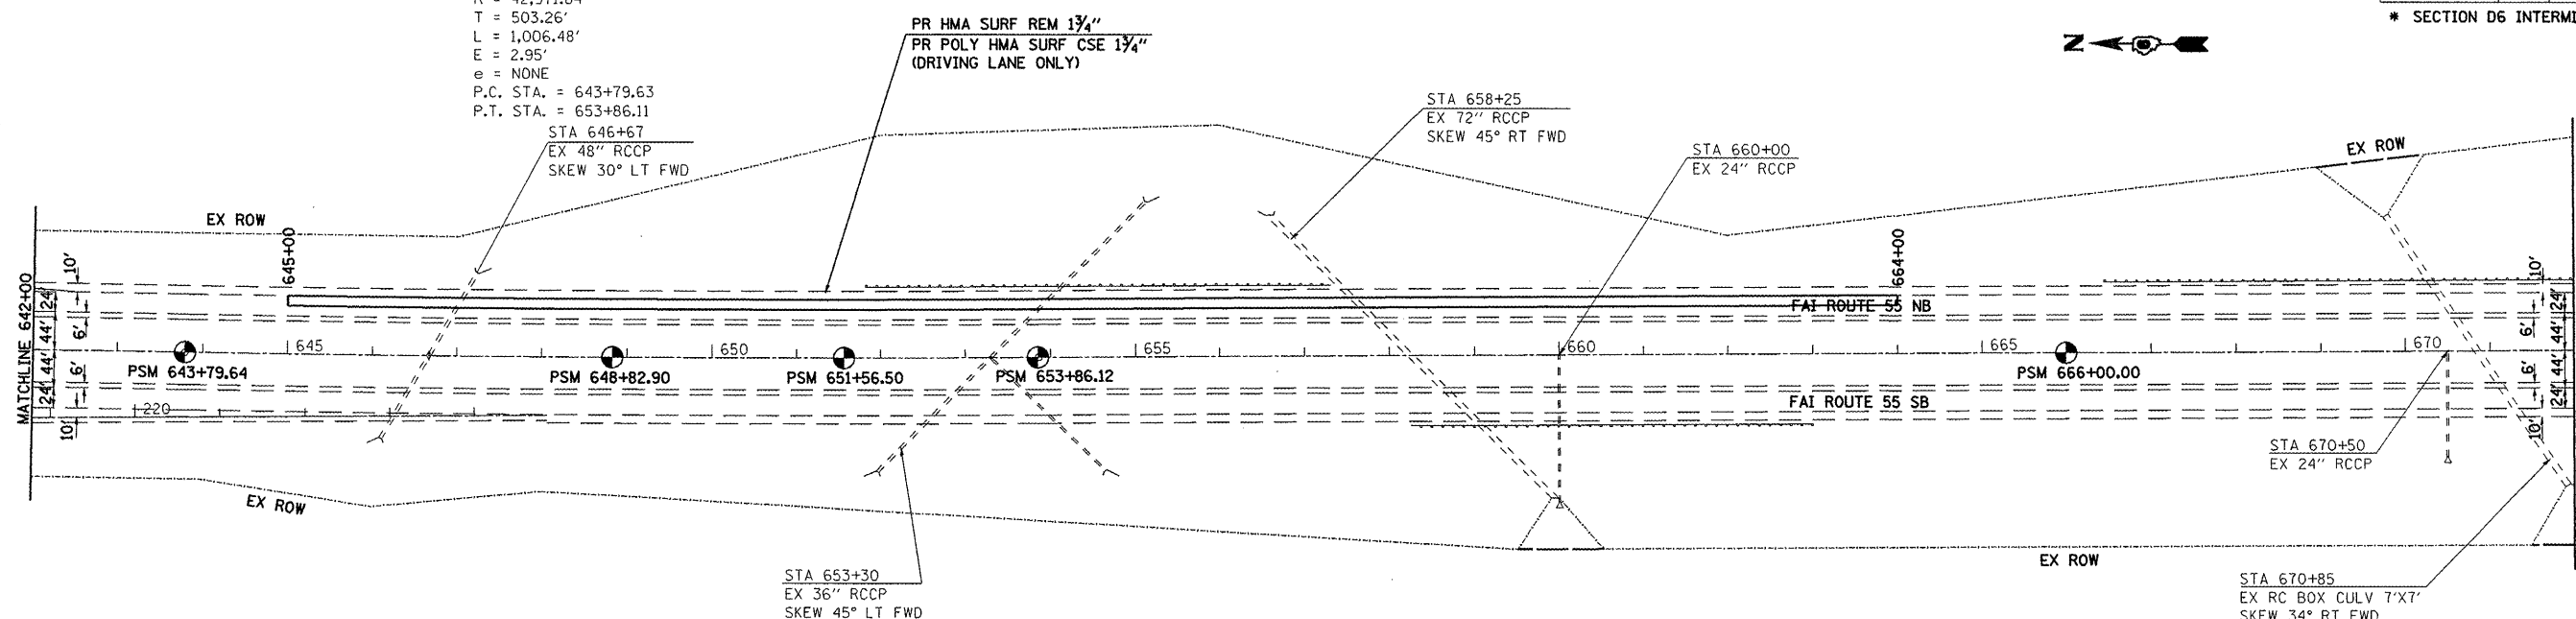 T = 503.26'
L = 1,006.48'
E = 2.95'
e = NONE
P.C. STA. = 643+79.63
P.T. STA. = 653+86.11
STA 646+67
EX 48" RCCP
SKEW 30° LT FWD
PR HMA SURF REM 1¾"
PR POLY HMA SURF CSE 1¾"
(DRIVING LANE ONLY)
* SECTION D6
N
STA 658+25
EX 72" RCCP
SKEW 45° RT FWD
STA 660+00
EX 24" RCCP
EX ROW
EX ROW
MATCHLINE 642+00
10'
24'
44'
6'
44'
6'
24'
10'
645+00
664+00
FAI ROUTE 55 NB
645
650
655
660
665
670
PSM 643+79.64
PSM 648+82.90
PSM 651+56.50
PSM 653+86.12
PSM 666+00.00
220
FAI ROUTE 55 SB
10'
24'
44'
6'
44'
6'
24'
10'
STA 670+50
EX 24" RCCP
EX ROW
EX ROW
STA 653+30
EX 36" RCCP
SKEW 45° LT FWD
STA 670+85
EX RC BOX CULV 7'X7'
SKEW 34° RT FWD